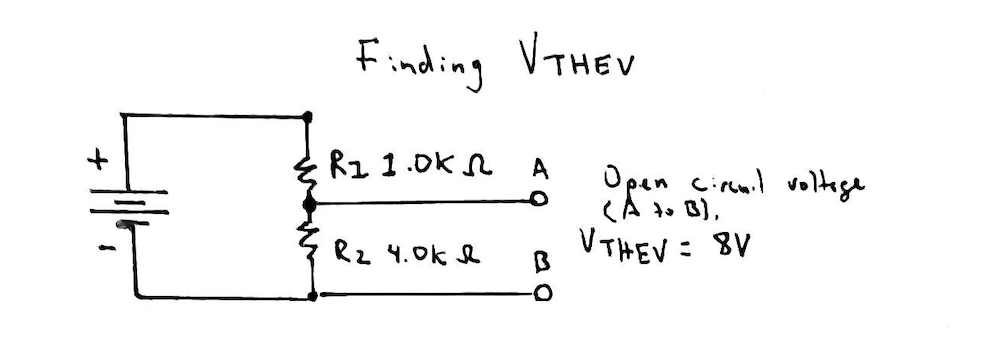 Finding VTHEV
+
R1 1.0K Ω
A
Open circuit voltage
(A to B),
VTHEV = 8V
-
R2 4.0K Ω
B